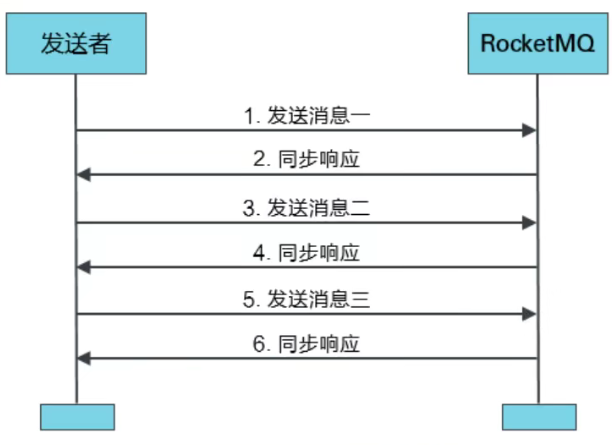 发送者
RocketMQ
1. 发送消息一
2. 同步响应
3. 发送消息二
4. 同步响应
5. 发送消息三
6. 同步响应